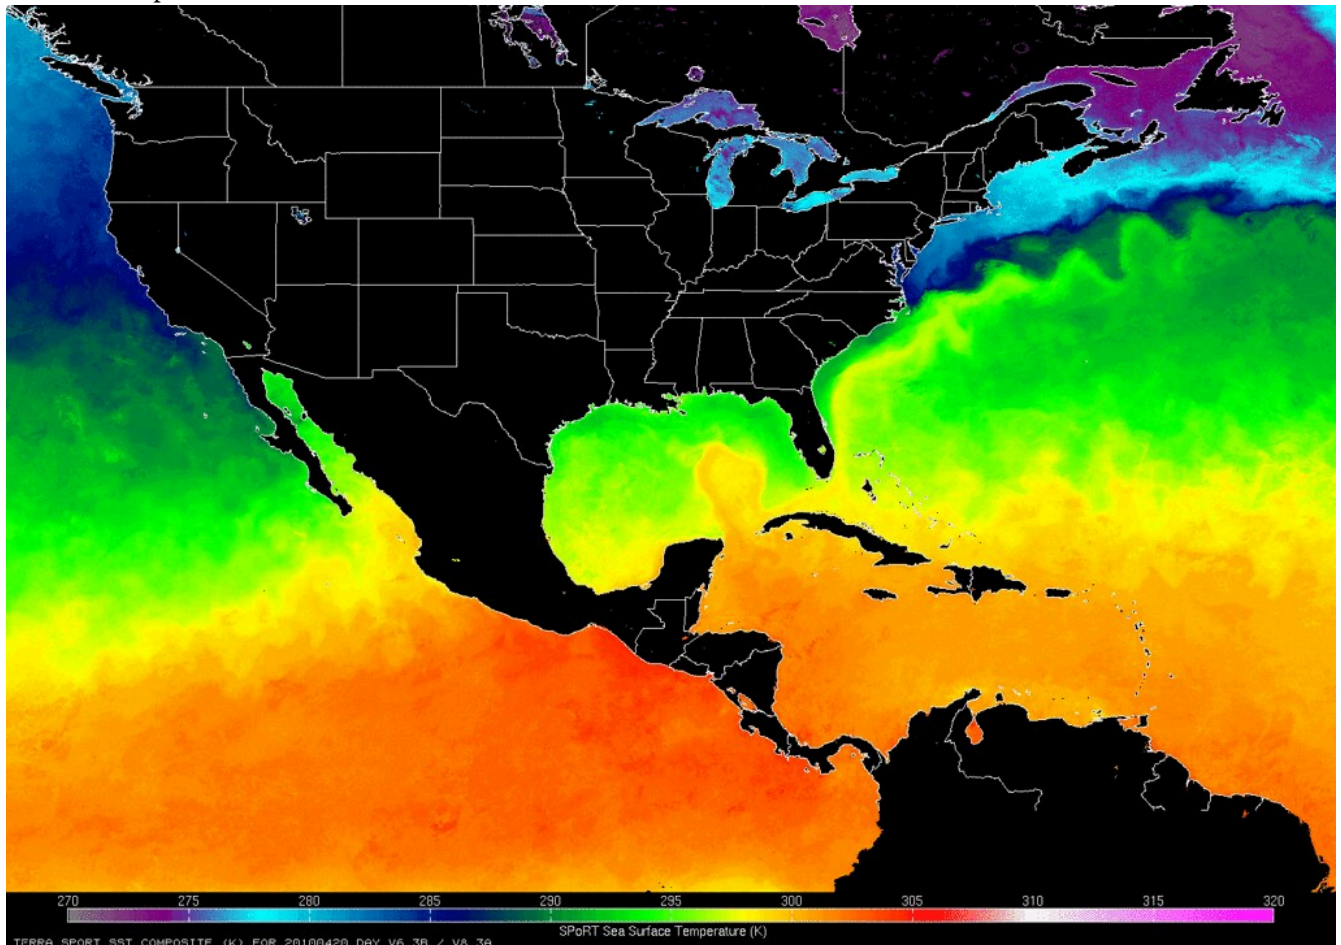 270 275 280 285 290 295 300 305 310 315 320
SPoRT Sea Surface Temperature (K)
TERRA SPORT SST COMPOSITE (K) FOR 20100420 DAY V6.3B / V8.3A